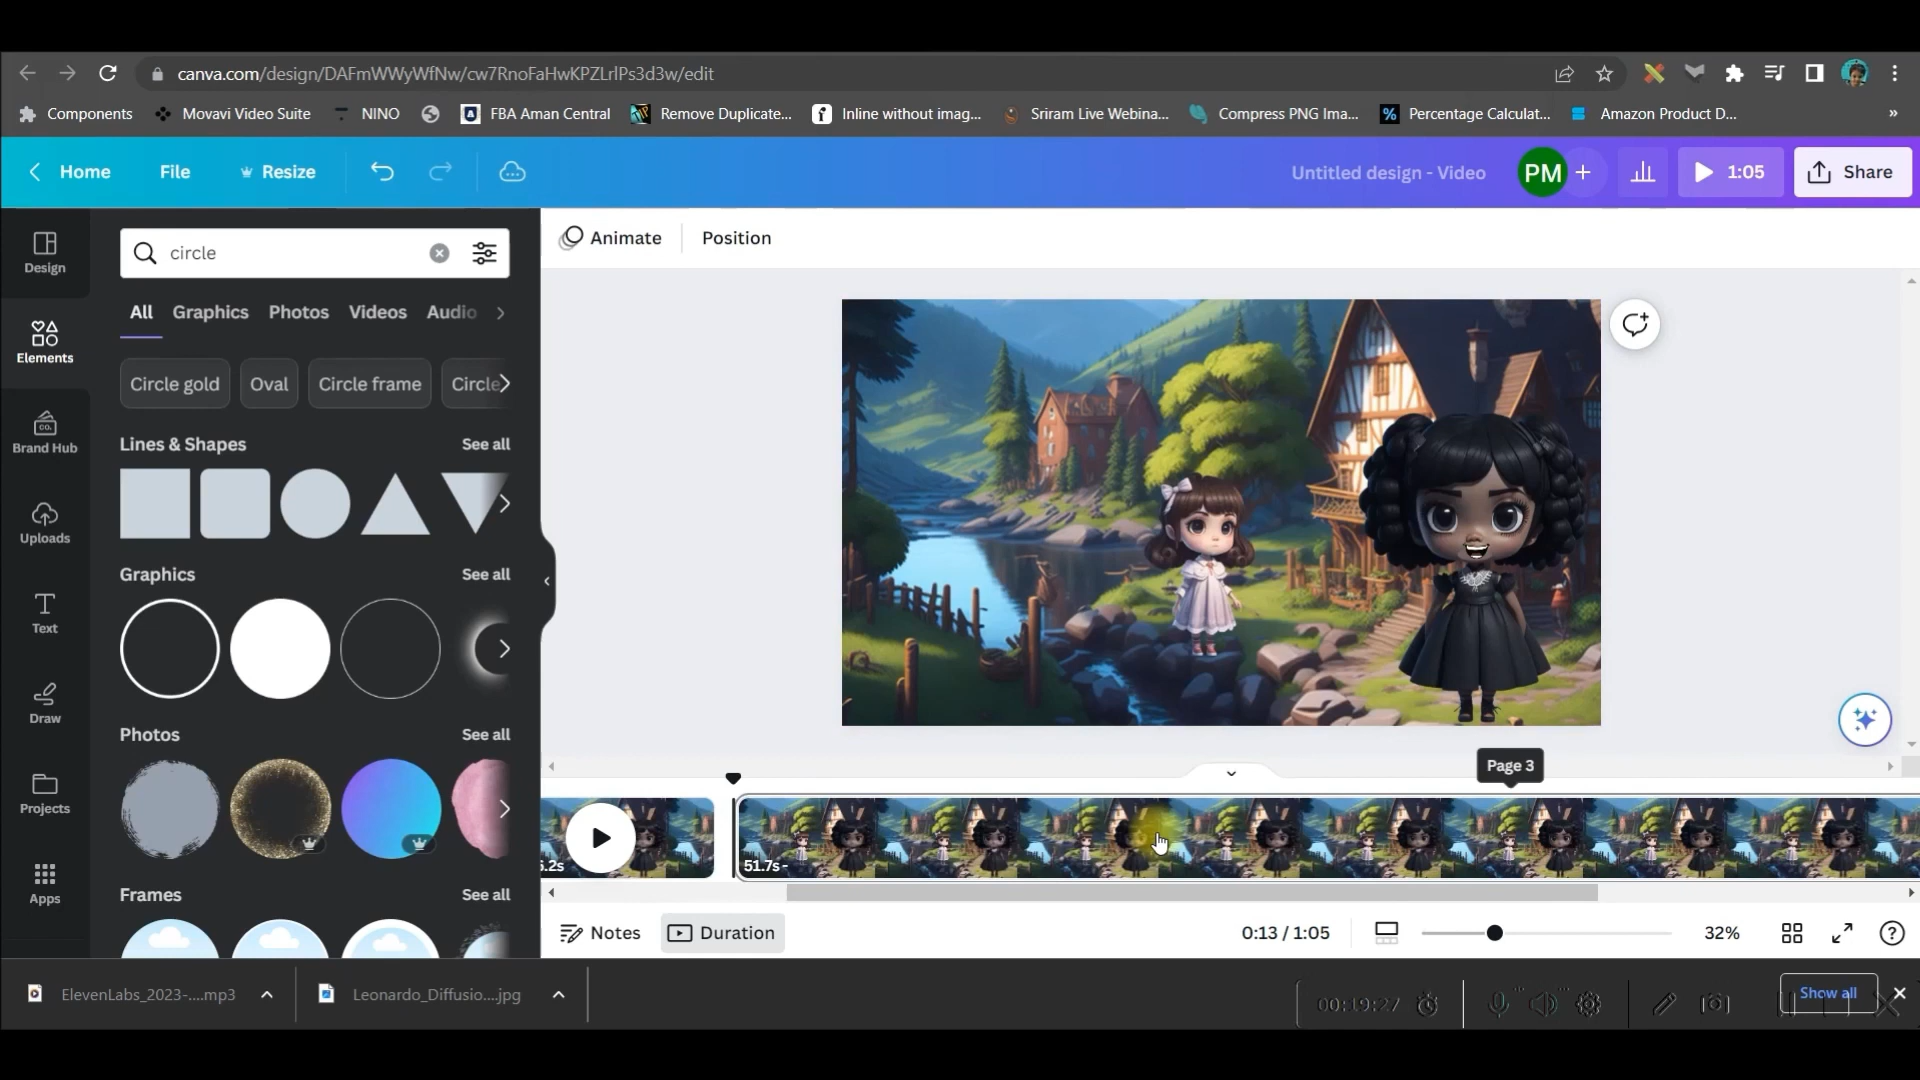 canva.com/design/DAFmWWyWfNw/cw7RnoFaHwKPZLrlPs3d3w/edit
Components Movavi Video Suite NINO FBA Aman Central Remove Duplicate... Inline without imag... Sriram Live Webina... Compress PNG Ima... Percentage Calculat... Amazon Product D... »
Home File Resize Untitled design - Video PM + 1:05 Share
Design
Elements
Brand Hub
Uploads
Text
Draw
Projects
Apps
circle
All Graphics Photos Videos Audio
Circle gold Oval Circle frame Circle
Lines & Shapes See all
Graphics See all
Photos See all
Frames See all
Animate Position
Page 3
51.7s-
Notes Duration 0:13 / 1:05 32%
ElevenLabs_2023-....mp3 Leonardo_Diffusio....jpg 00:19:27 Show all